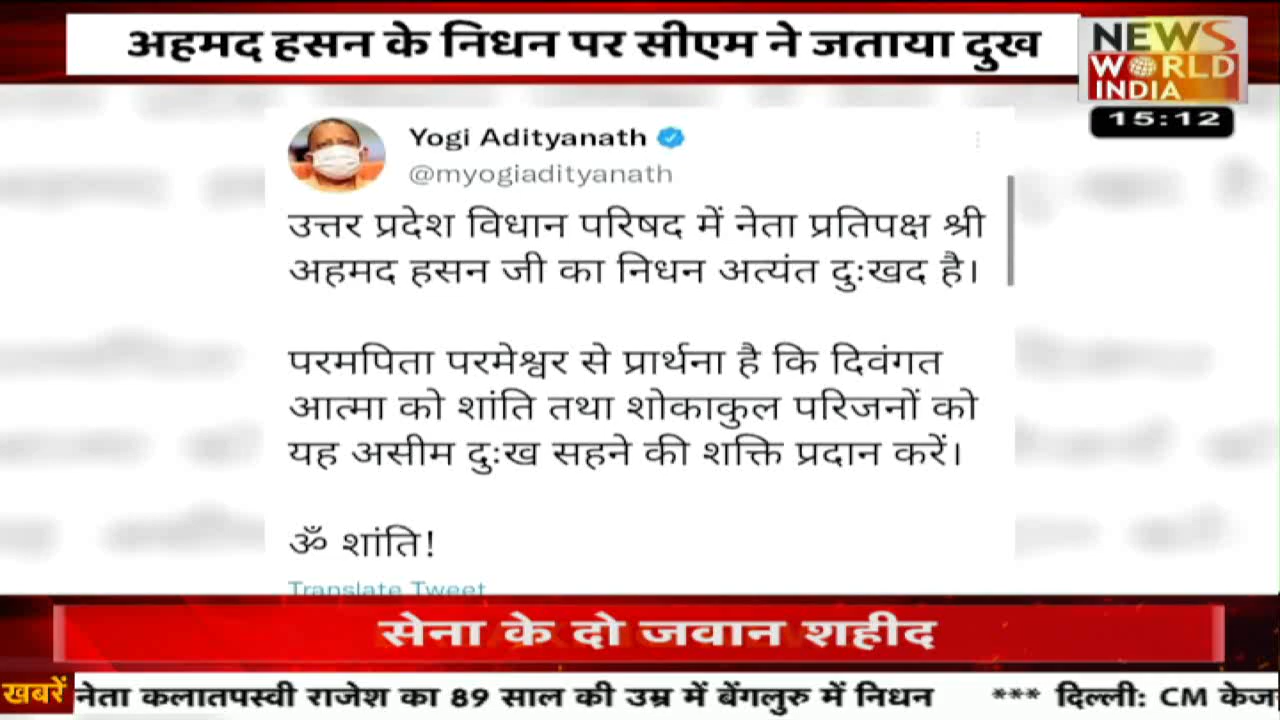 अहमद हसन के निधन पर सीएम ने जताया दुख
NEWS
WORLD
INDIA
15:12
Yogi Adityanath
@myogiadityanath
उत्तर प्रदेश विधान परिषद में नेता प्रतिपक्ष श्री
अहमद हसन जी का निधन अत्यंत दुःखद है।
परमपिता परमेश्वर से प्रार्थना है कि दिवंगत
आत्मा को शांति तथा शोकाकुल परिजनों को
यह असीम दुःख सहने की शक्ति प्रदान करें।
ॐ शांति!
Translate Tweet
सेना के दो जवान शहीद
खबरें नेता कलातपस्वी राजेश का 89 साल की उम्र में बेंगलुरु में निधन *** दिल्ली: CM केज